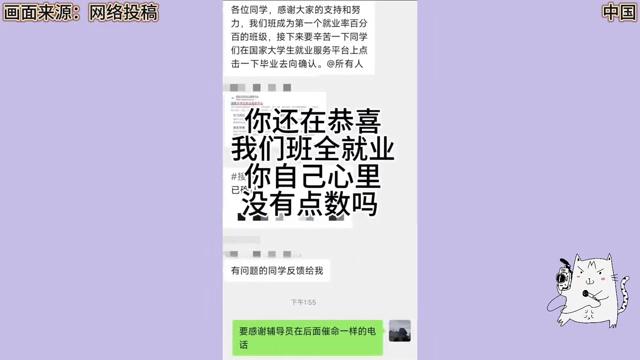 画面来源：网络投稿
中国
各位同学，感谢大家的支持和努
力，我们班成为第一个就业率百分
百的班级，接下来要辛苦一下同学
们在国家大学生就业服务平台上点
击一下毕业去向确认。@所有人
你还在恭喜
我们班全就业
你自己心里
没有点数吗
有问题的同学反馈给我
下午1:55
要感谢辅导员在后面催命一样的电
话